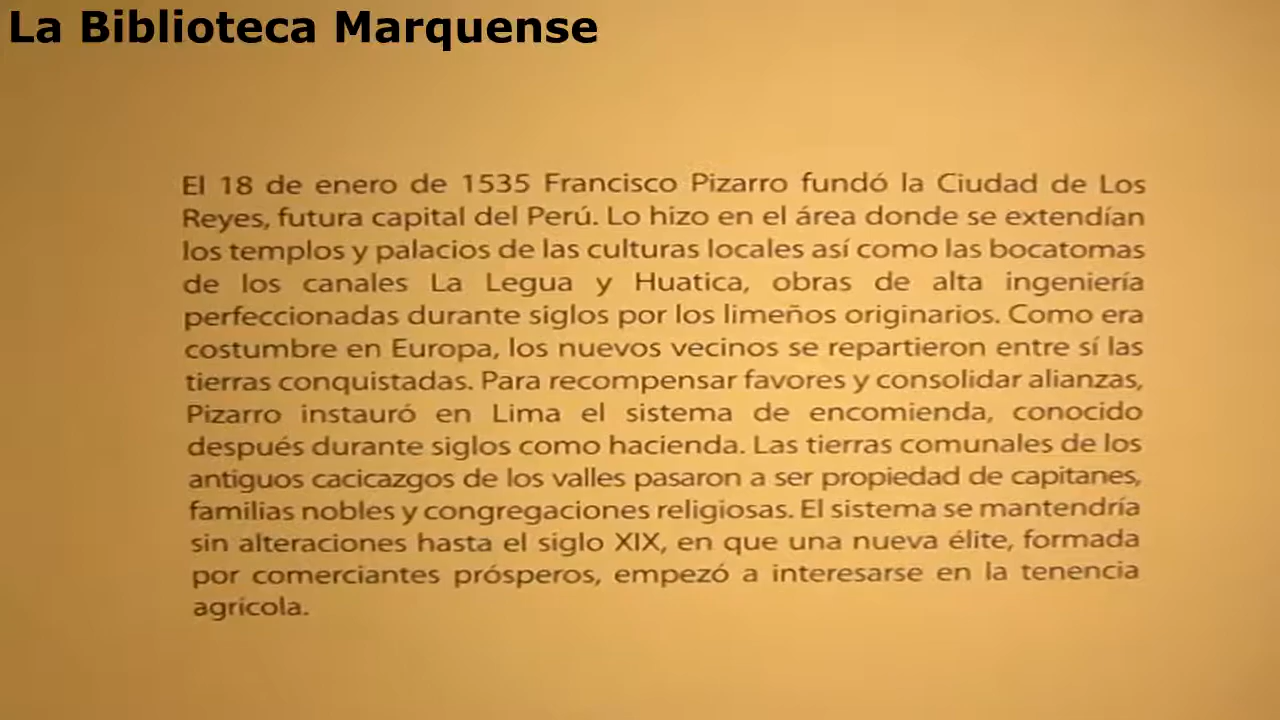 La Biblioteca Marquense
El 18 de enero de 1535 Francisco Pizarro fundó la Ciudad de Los
Reyes, futura capital del Perú. Lo hizo en el área donde se extendían
los templos y palacios de las culturas locales así como las bocatomas
de los canales La Legua y Huatica, obras de alta ingeniería
perfeccionadas durante siglos por los limeños originarios. Como era
costumbre en Europa, los nuevos vecinos se repartieron entre sí las
tierras conquistadas. Para recompensar favores y consolidar alianzas,
Pizarro instauró en Lima el sistema de encomienda, conocido
después durante siglos como hacienda. Las tierras comunales de los
antiguos cacicazgos de los valles pasaron a ser propiedad de capitanes,
familias nobles y congregaciones religiosas. El sistema se mantendría
sin alteraciones hasta el siglo XIX, en que una nueva élite, formada
por comerciantes prósperos, empezó a interesarse en la tenencia
agrícola.